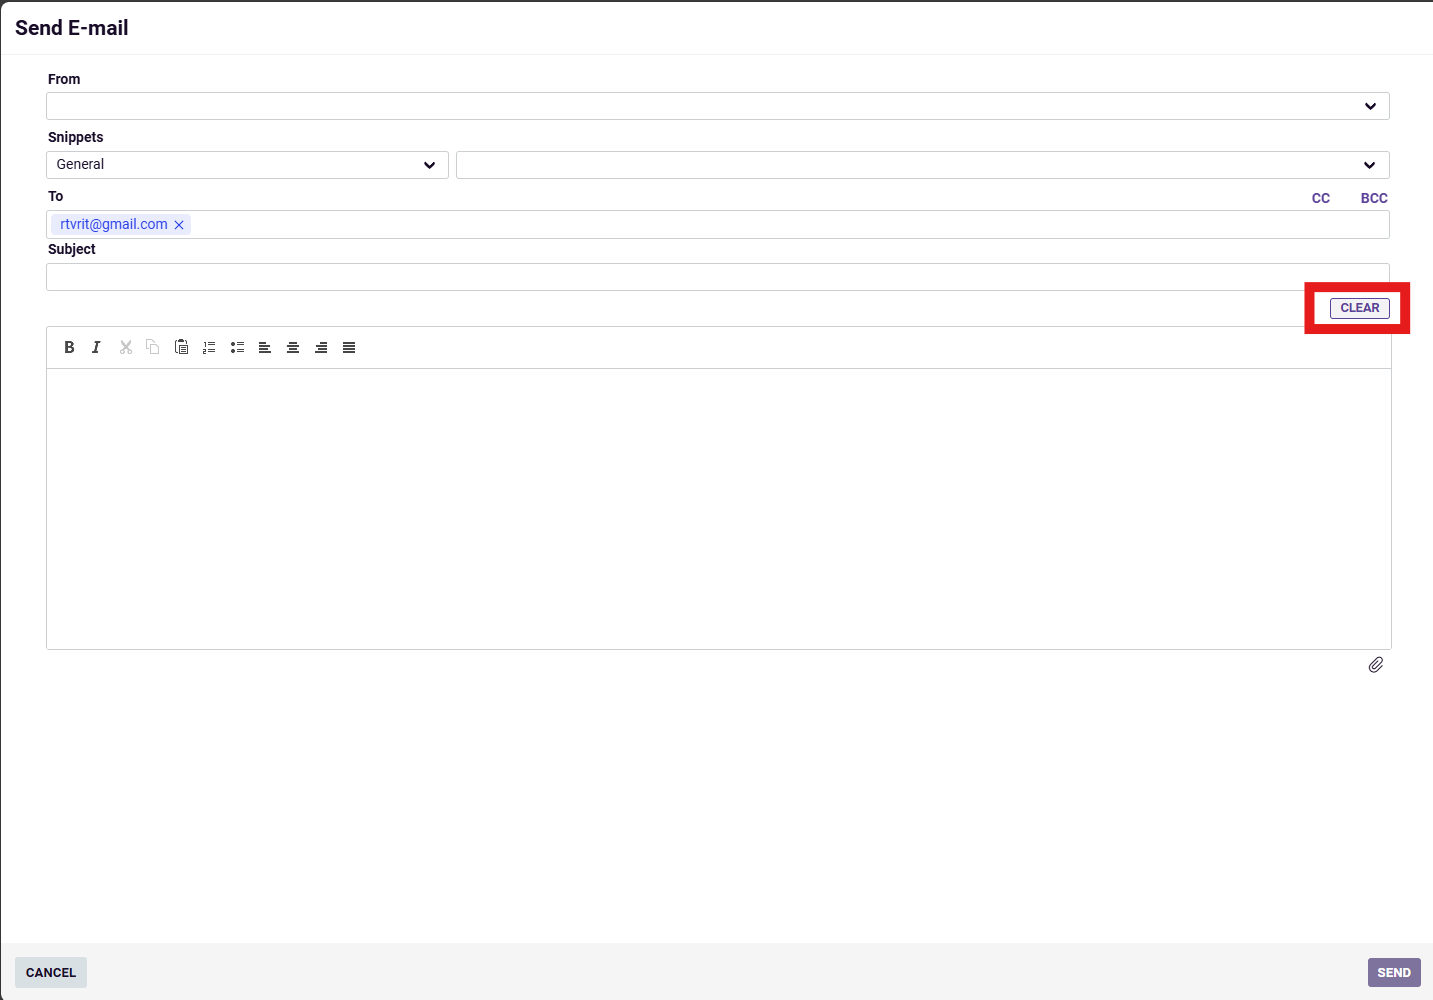 Send E-mail
From
Snippets
General
To
CC BCC
rtvrit@gmail.com
Subject
CLEAR
B I
CANCEL SEND